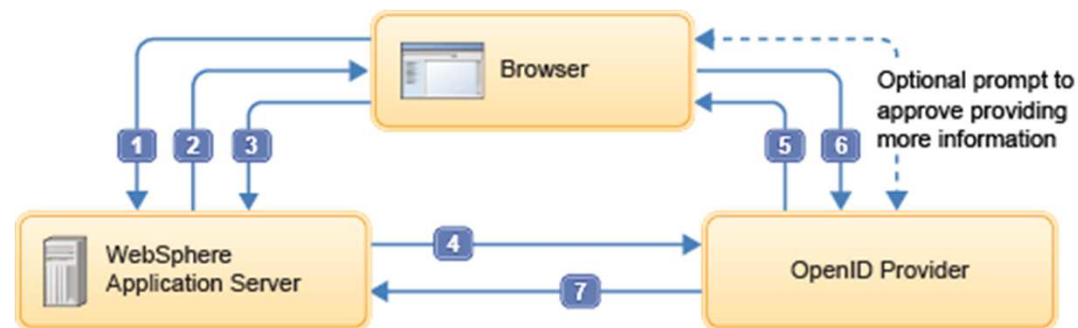 Browser
Optional prompt to
approve providing
more information
1
2
3
5
6
WebSphere
Application Server
4
OpenID Provider
7